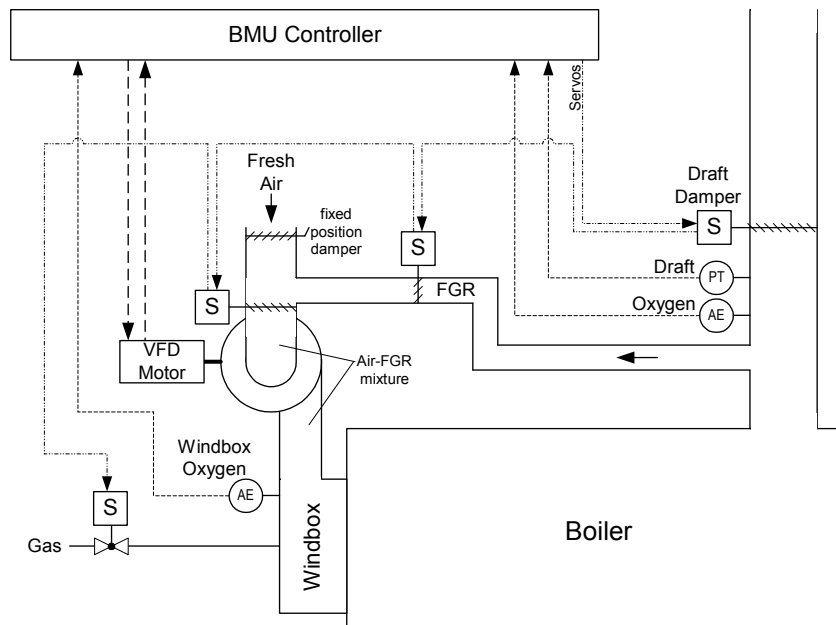 BMU Controller
Servos
Fresh
Air
fixed
position
damper
Draft
Damper
S
S
FGR
Draft
PT
Oxygen
AE
S
VFD
Motor
Air-FGR
mixture
Windbox
Oxygen
AE
S
Gas
Windbox
Boiler